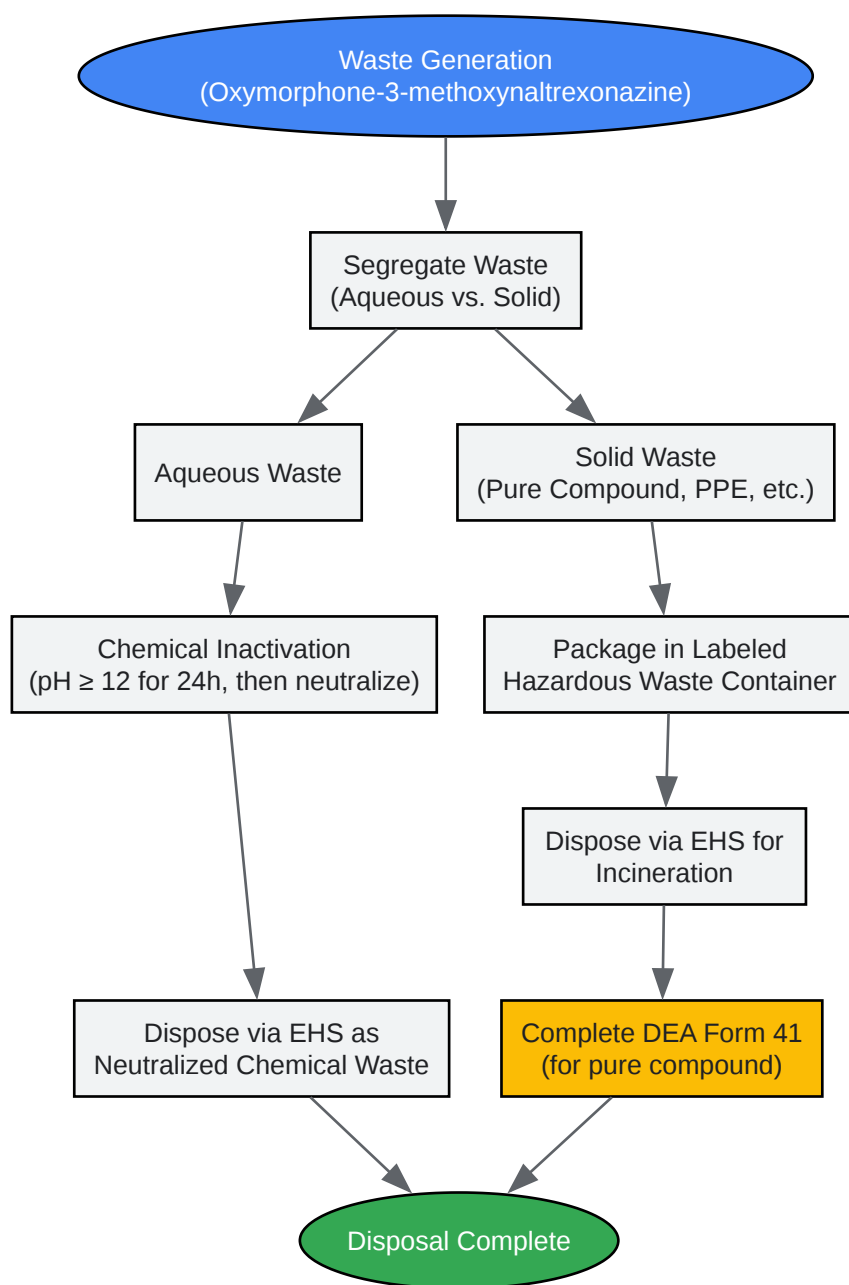 Waste Generation
(Oxymorphone-3-methoxynaltrexonazine)
Segregate Waste
(Aqueous vs. Solid)
Aqueous Waste
Solid Waste
(Pure Compound, PPE, etc.)
Chemical Inactivation
(pH ≥ 12 for 24h, then neutralize)
Package in Labeled
Hazardous Waste Container
Dispose via EHS for
Incineration
Dispose via EHS as
Neutralized Chemical Waste
Complete DEA Form 41
(for pure compound)
Disposal Complete